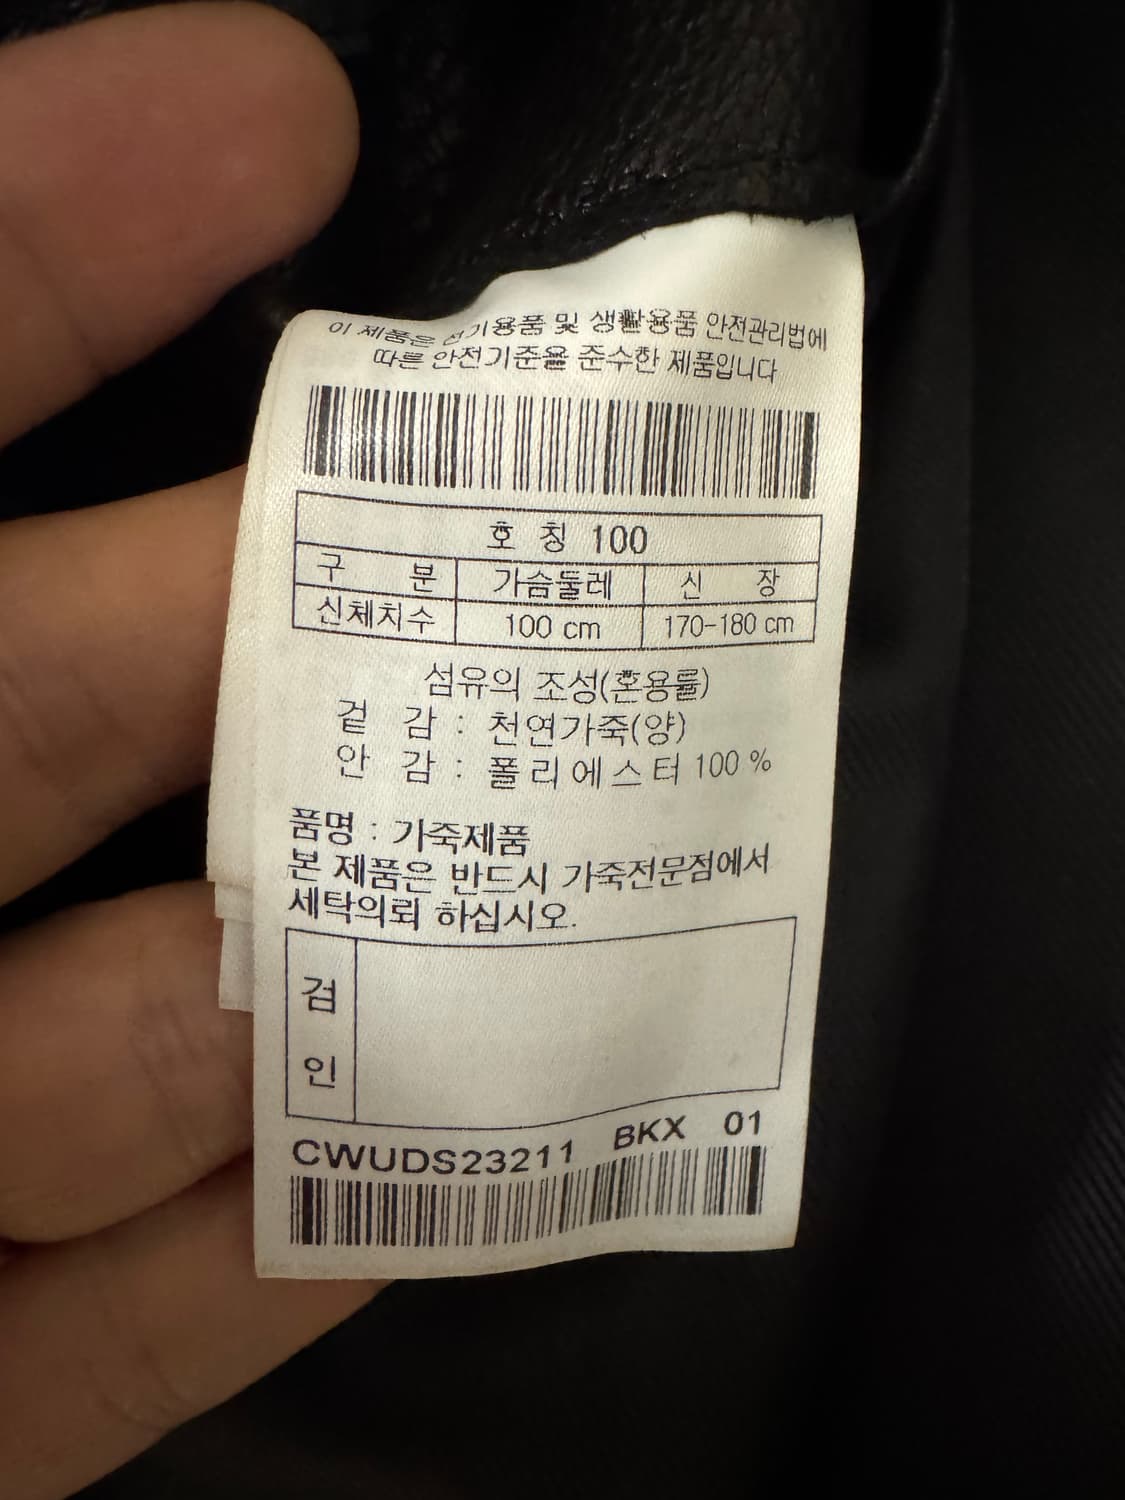 이 제품은 전기용품 및 생활용품 안전관리법에
따른 안전기준을 준수한 제품입니다
호 칭 100
구 분 가슴둘레 신 장
신체치수 100 cm 170-180 cm
섬유의 조성(혼용률)
겉 감 : 천연가죽(양)
안 감 : 폴리에스터 100 %
품명 : 가죽제품
본 제품은 반드시 가죽전문점에서
세탁의뢰 하십시오.
검
인
CWUDS23211 BKX 01